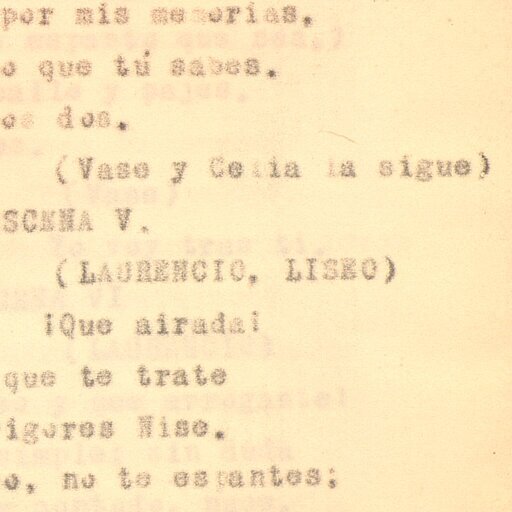 por mis memorias.
o que tú sabes.
os dos.
(Vase y Celia la sigue)
SCENA V.
(LAURENCIO, LISEO)
¡Que airada!
que te trate
igores Nise.
o, no te espantes;